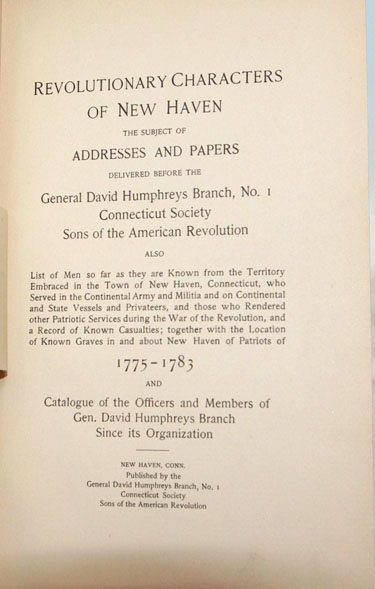 REVOLUTIONARY CHARACTERS
OF NEW HAVEN
THE SUBJECT OF
ADDRESSES AND PAPERS
DELIVERED BEFORE THE
General David Humphreys Branch, No. 1
Connecticut Society
Sons of the American Revolution
ALSO
List of Men so far as they are Known from the Territory
Embraced in the Town of New Haven, Connecticut, who
Served in the Continental Army and Militia and on Continental
and State Vessels and Privateers, and those who Rendered
other Patriotic Services during the War of the Revolution, and
a Record of Known Casualties; together with the Location
of Known Graves in and about New Haven of Patriots of
1775-1783
AND
Catalogue of the Officers and Members of
Gen. David Humphreys Branch
Since its Organization
NEW HAVEN, CONN.
Published by the
General David Humphreys Branch, No. 1
Connecticut Society
Sons of the American Revolution